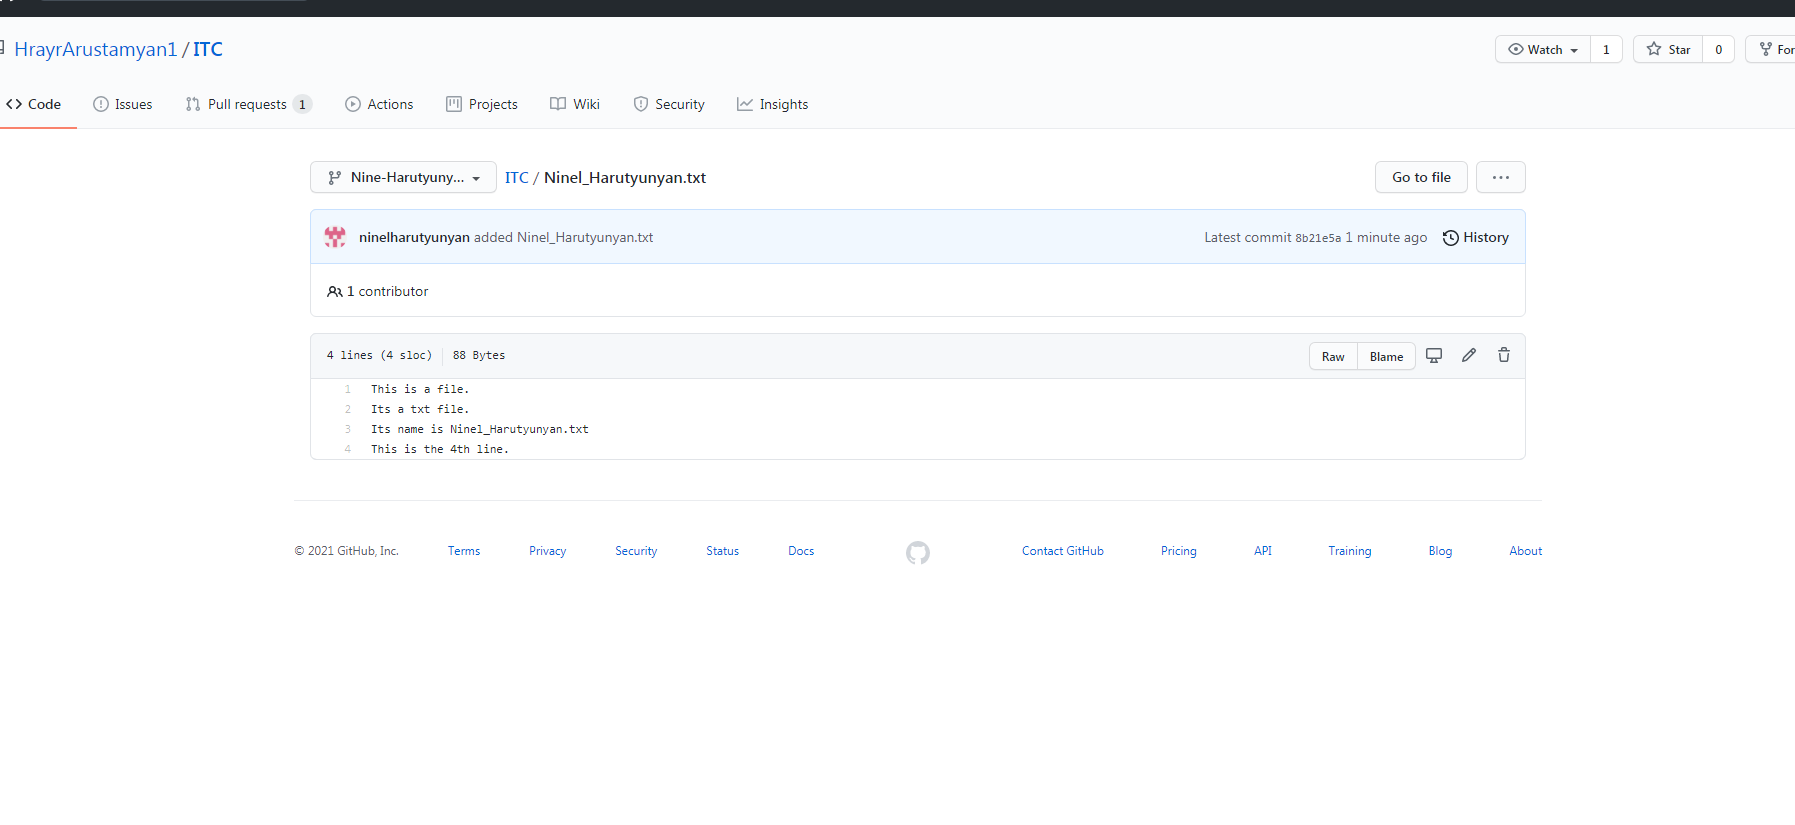 HrayrArustamyan1 / ITC
Watch 1 Star 0 For
Code Issues Pull requests 1 Actions Projects Wiki Security Insights
Nine-Harutyuny... ITC / Ninel_Harutyunyan.txt Go to file ...
ninelharutyunyan added Ninel_Harutyunyan.txt Latest commit 8b21e5a 1 minute ago History
1 contributor
4 lines (4 sloc) 88 Bytes Raw Blame
1 This is a file.
2 Its a txt file.
3 Its name is Ninel_Harutyunyan.txt
4 This is the 4th line.
© 2021 GitHub, Inc. Terms Privacy Security Status Docs Contact GitHub Pricing API Training Blog About